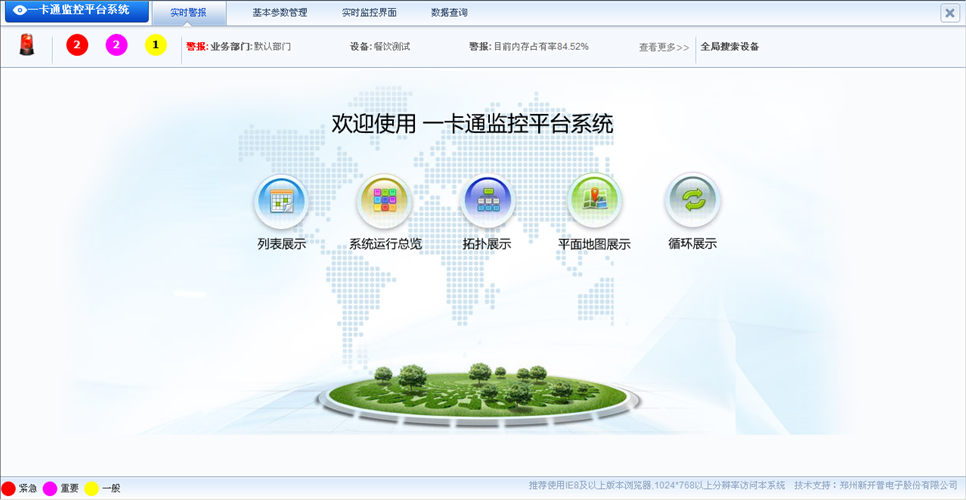 一卡通监控平台系统 实时警报 基本参数管理 实时监控界面 数据查询
2 2 1 警报: 业务部门:默认部门 设备: 餐饮测试 警报: 目前内存占有率84.52% 查看更多>> 全局搜索设备
欢迎使用 一卡通监控平台系统
列表展示 系统运行总览 拓扑展示 平面地图展示 循环展示
紧急 重要 一般 推荐使用IE8及以上版本浏览器,1024*768以上分辨率访问本系统 技术支持：郑州新开普电子股份有限公司